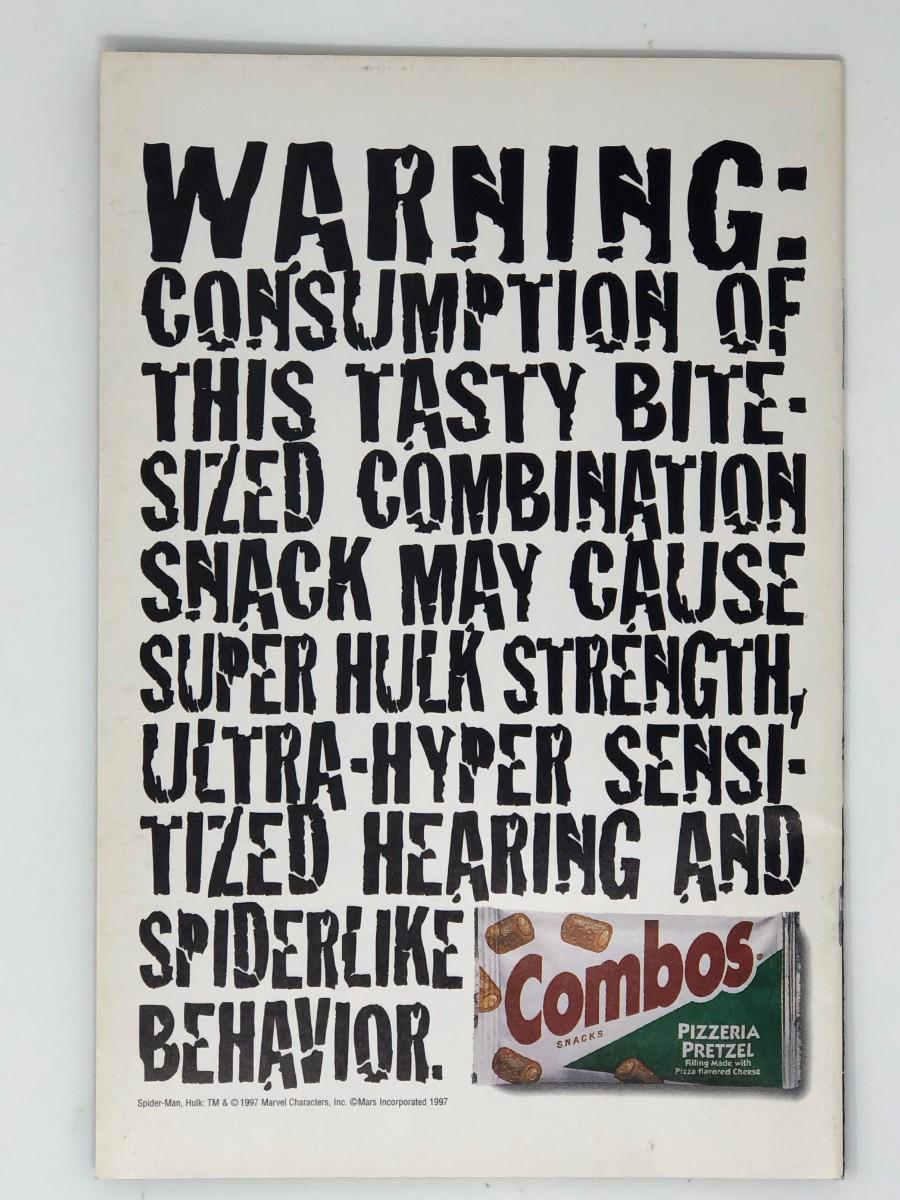 WARNING:
CONSUMPTION OF
THIS TASTY BITE-
SIZED COMBINATION
SNACK MAY CAUSE
SUPER HULK STRENGTH,
ULTRA-HYPER SENSI-
TIZED HEARING AND
SPIDERLIKE
BEHAVIOR.
Combos®
SNACKS
PIZZERIA
PRETZEL
Filling Made with
Pizza flavored Cheese
Spider-Man, Hulk: TM & ©1997 Marvel Characters, Inc. ©Mars Incorporated 1997